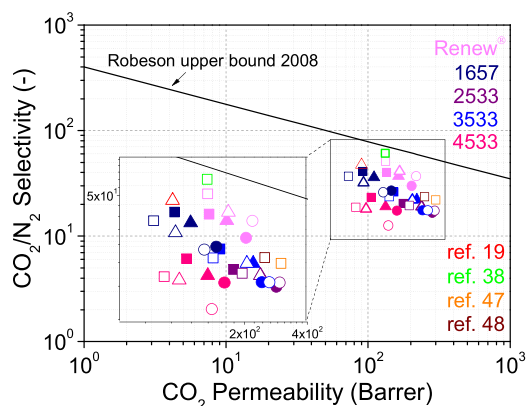 10³
Renew®
Robeson upper bound 2008
1657
2533
10²
3533
4533
5x10¹
10¹
ref. 19
ref. 38
ref. 47
2x10² 4x10²
ref. 48
10⁰
10⁰ 10¹ 10² 10³
CO₂ Permeability (Barrer)
CO₂/N₂ Selectivity (-)